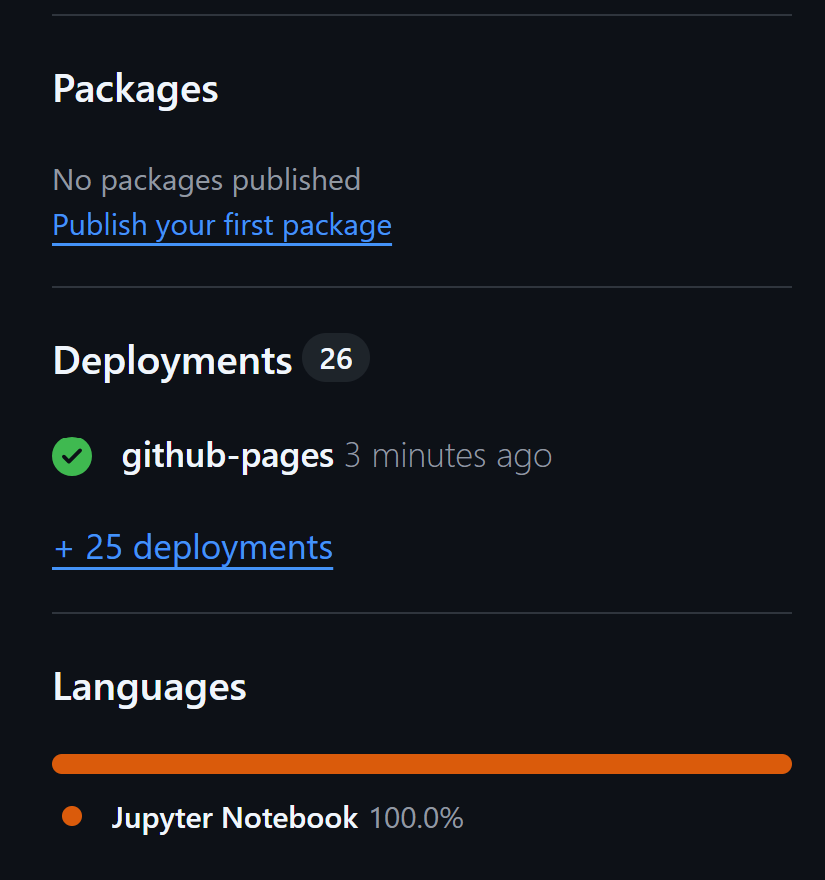 Packages
No packages published
Publish your first package
Deployments 26
github-pages 3 minutes ago
+ 25 deployments
Languages
Jupyter Notebook 100.0%